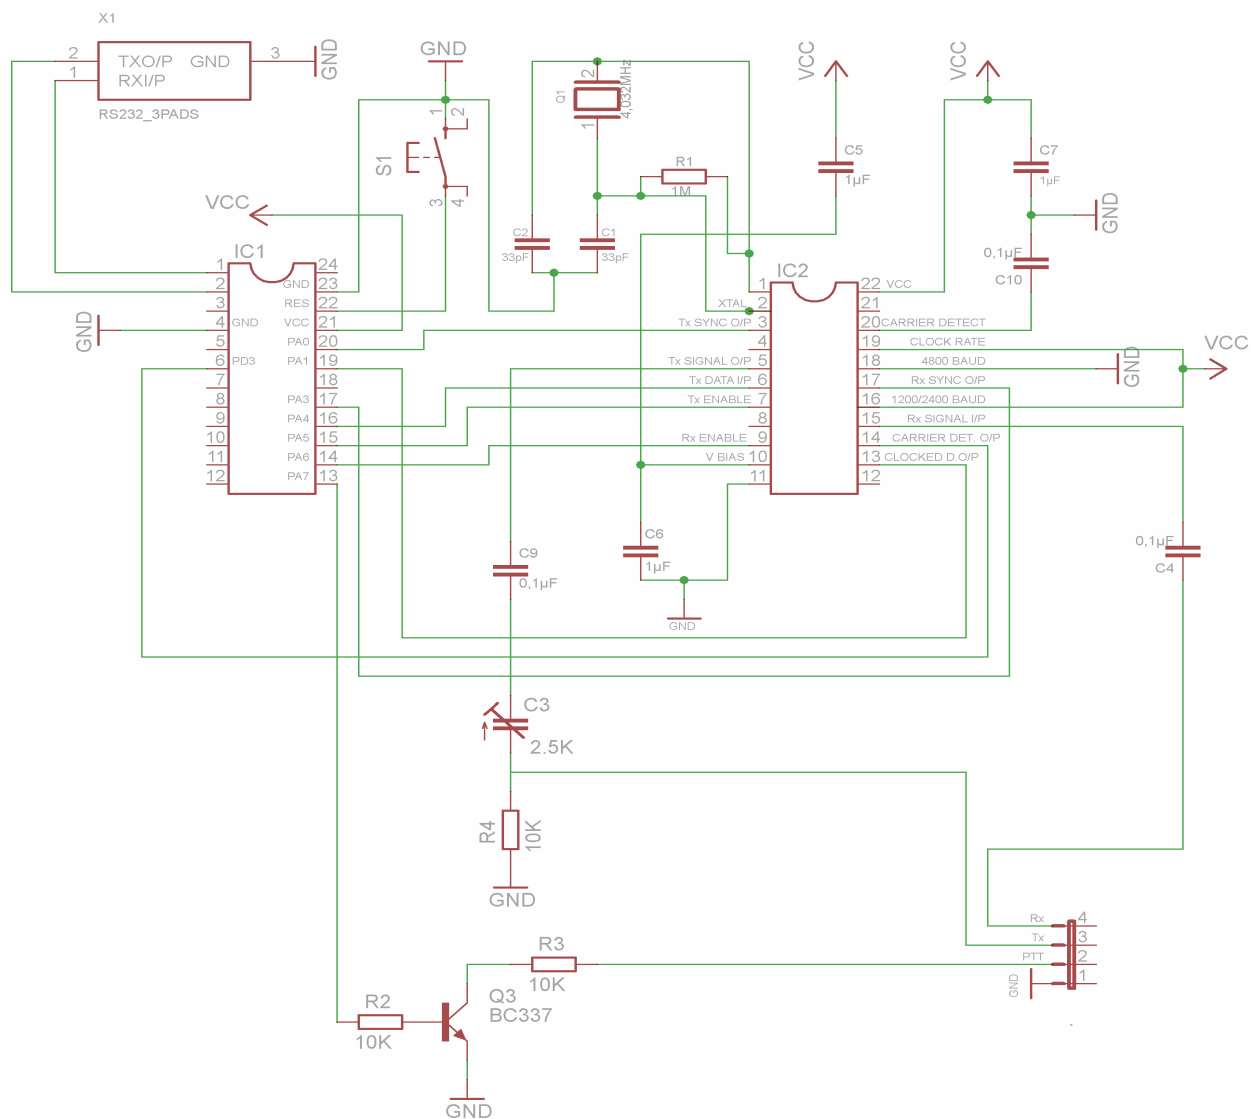 X1
2 TXO/P GND 3 GND
1 RXI/P
RS232_3PADS
GND
1 2
S1
3 4
VCC
IC1
1 24
2 GND 23
3 RES 22
GND 4 GND VCC 21
5 PA0 20
6 PD3 PA1 19
7 18
8 PA3 17
9 PA4 16
10 PA5 15
11 PA6 14
12 PA7 13
Q1
2
1
4,032MHz
R1
1M
C2
33pF
C1
33pF
VCC
C5
1µF
VCC
C7
1µF
GND
0,1µF
C10
IC2
1 22 VCC
XTAL 2 21
Tx SYNC O/P 3 20 CARRIER DETECT
4 19 CLOCK RATE
Tx SIGNAL O/P 5 18 4800 BAUD
Tx DATA I/P 6 17 Rx SYNC O/P
Tx ENABLE 7 16 1200/2400 BAUD
8 15 Rx SIGNAL I/P
Rx ENABLE 9 14 CARRIER DET. O/P
V BIAS 10 13 CLOCKED D.O/P
11 12
GND
VCC
C6
1µF
GND
C9
0,1µF
0,1µF
C4
C3
2.5K
R4
10K
GND
Rx 4
Tx 3
PTT 2
GND 1
R3
10K
R2
10K
Q3
BC337
GND